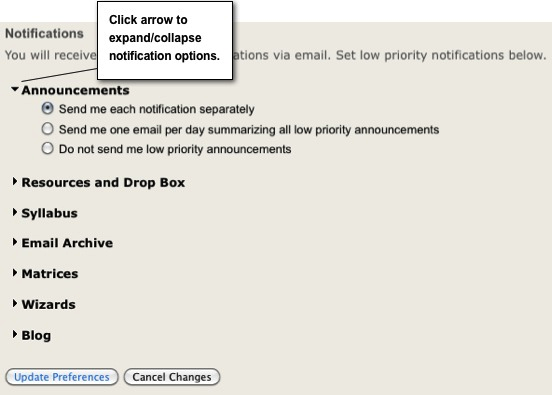 Click arrow to
expand/collapse
notification options.
Notifications
You will receive ations via email. Set low priority notifications below.
Announcements
Send me each notification separately
Send me one email per day summarizing all low priority announcements
Do not send me low priority announcements
Resources and Drop Box
Syllabus
Email Archive
Matrices
Wizards
Blog
Update Preferences Cancel Changes